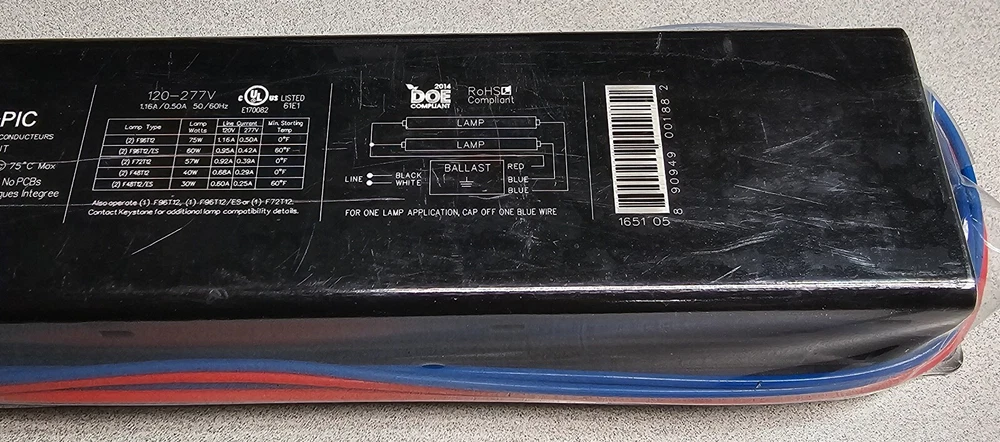 -PIC
CONDUCTEURS
IT
@ 75°C Max
No PCBs
ques Integree
120-277V
1.16A/0.50A 50/60Hz
c UL us LISTED
E170082 61E1
Lamp Type Lamp Watts Line Current 120V 277V Min. Starting Temp
(2) F96T12 75W 1.16A 0.50A 0°F
(2) F96T12/ES 60W 0.95A 0.42A 60°F
(2) F72T12 57W 0.92A 0.39A 0°F
(2) F48T12 40W 0.68A 0.29A 0°F
(2) F48T12/ES 30W 0.60A 0.25A 60°F
Also operate (1) F96T12, (1) F96T12/ES or (1) F72T12.
Contact Keystone for additional lamp compatibility details.
2014
DOE
COMPLIANT
RoHS
Compliant
LAMP
LAMP
BALLAST
RED
BLUE
BLUE
LINE
BLACK
WHITE
FOR ONE LAMP APPLICATION, CAP OFF ONE BLUE WIRE
1651 05
8 90949 00188 2